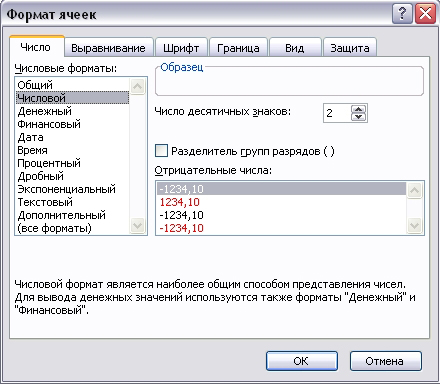 Формат ячеек
Число Выравнивание Шрифт Граница Вид Защита
Числовые форматы:
Общий
Числовой
Денежный
Финансовый
Дата
Время
Процентный
Дробный
Экспоненциальный
Текстовый
Дополнительный
(все форматы)
Образец
Число десятичных знаков: 2
Разделитель групп разрядов ( )
Отрицательные числа:
-1234,10
1234,10
-1234,10
-1234,10
Числовой формат является наиболее общим способом представления чисел.
Для вывода денежных значений используются также форматы "Денежный" и
"Финансовый".
ОК Отмена